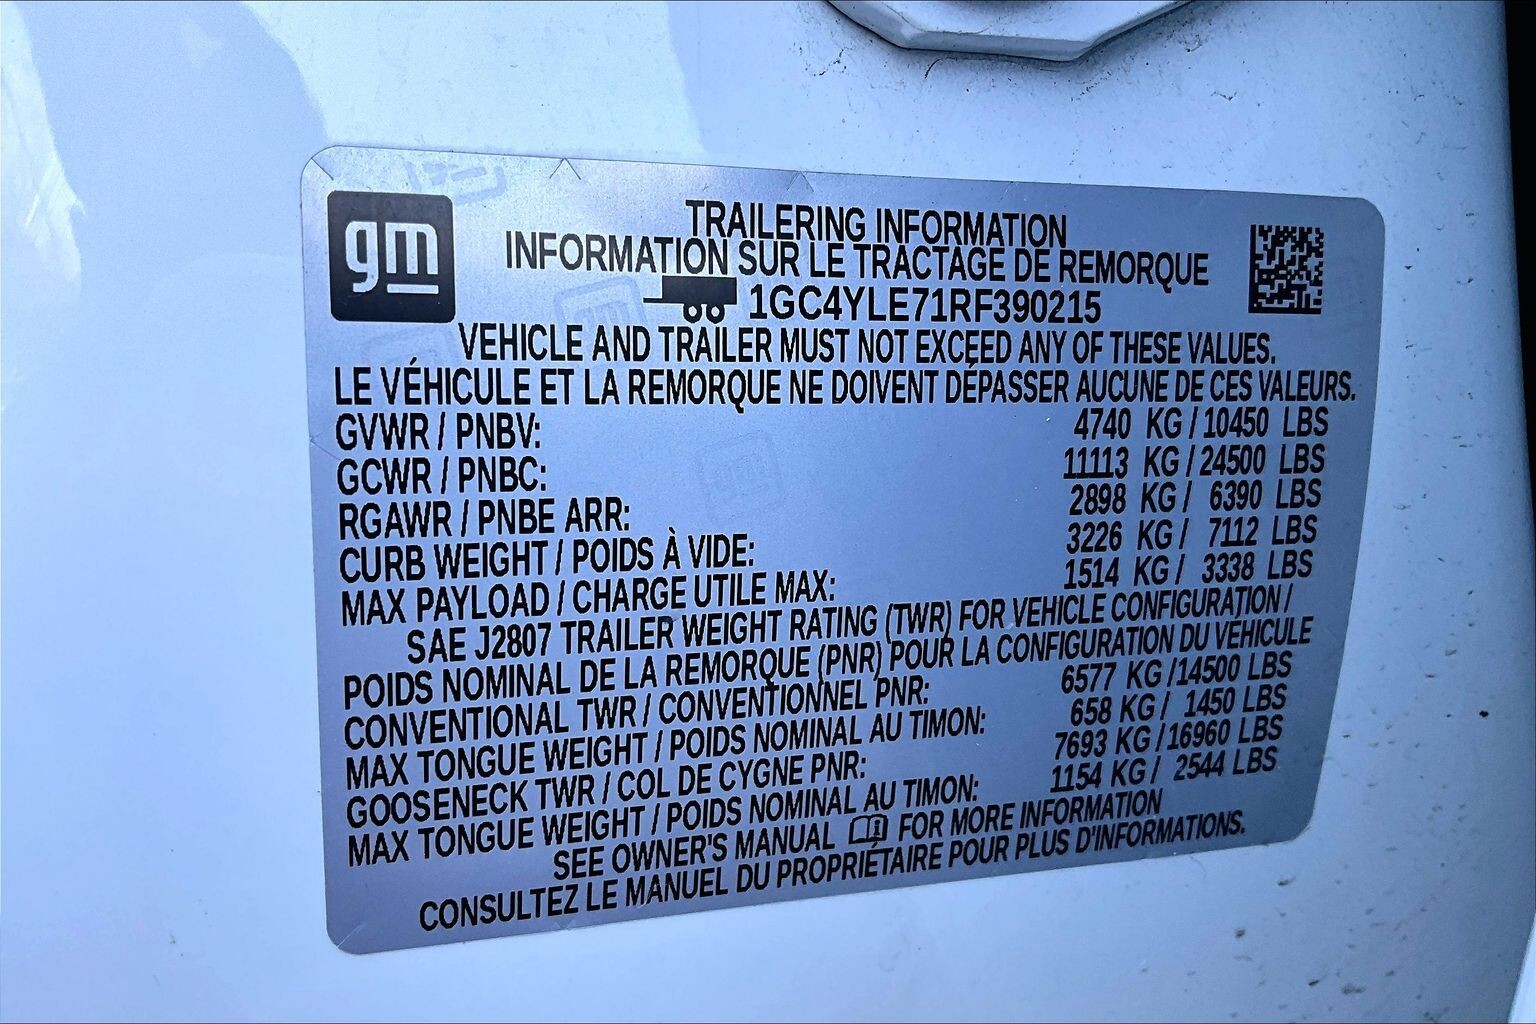 gm
TRAILERING INFORMATION
INFORMATION SUR LE TRACTAGE DE REMORQUE
1GC4YLE71RF390215
VEHICLE AND TRAILER MUST NOT EXCEED ANY OF THESE VALUES.
LE VÉHICULE ET LA REMORQUE NE DOIVENT DÉPASSER AUCUNE DE CES VALEURS.
GVWR / PNBV: 4740 KG / 10450 LBS
GCWR / PNBC: 11113 KG / 24500 LBS
RGAWR / PNBE ARR: 2898 KG / 6390 LBS
CURB WEIGHT / POIDS À VIDE: 3226 KG / 7112 LBS
MAX PAYLOAD / CHARGE UTILE MAX: 1514 KG / 3338 LBS
SAE J2807 TRAILER WEIGHT RATING (TWR) FOR VEHICLE CONFIGURATION /
POIDS NOMINAL DE LA REMORQUE (PNR) POUR LA CONFIGURATION DU VÉHICULE
CONVENTIONAL TWR / CONVENTIONNEL PNR: 6577 KG /14500 LBS
MAX TONGUE WEIGHT / POIDS NOMINAL AU TIMON: 658 KG / 1450 LBS
GOOSENECK TWR / COL DE CYGNE PNR: 7693 KG /16960 LBS
MAX TONGUE WEIGHT / POIDS NOMINAL AU TIMON: 1154 KG / 2544 LBS
SEE OWNER'S MANUAL FOR MORE INFORMATION
CONSULTEZ LE MANUEL DU PROPRIÉTAIRE POUR PLUS D'INFORMATIONS.